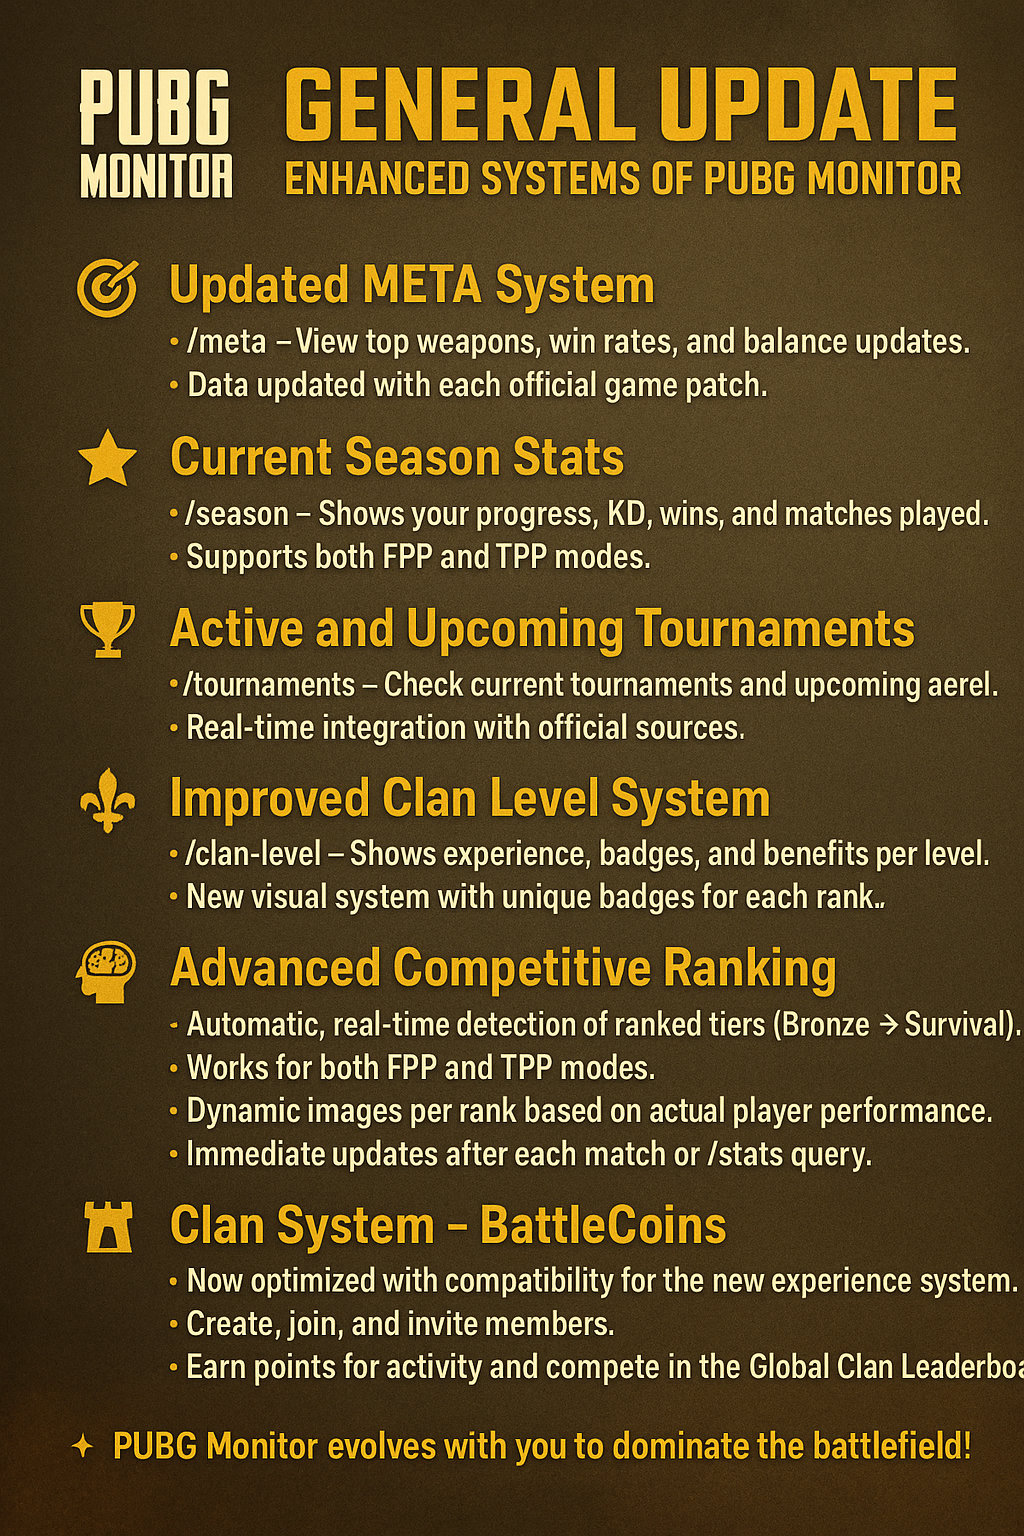 PUBG
MONITOR
GENERAL UPDATE
ENHANCED SYSTEMS OF PUBG MONITOR
Updated META System
• /meta – View top weapons, win rates, and balance updates.
• Data updated with each official game patch.
Current Season Stats
• /season – Shows your progress, KD, wins, and matches played.
• Supports both FPP and TPP modes.
Active and Upcoming Tournaments
• /tournaments – Check current tournaments and upcoming aerel.
• Real-time integration with official sources.
Improved Clan Level System
• /clan-level – Shows experience, badges, and benefits per level.
• New visual system with unique badges for each rank..
Advanced Competitive Ranking
• Automatic, real-time detection of ranked tiers (Bronze → Survival).
• Works for both FPP and TPP modes.
• Dynamic images per rank based on actual player performance.
• Immediate updates after each match or /stats query.
Clan System – BattleCoins
• Now optimized with compatibility for the new experience system.
• Create, join, and invite members.
• Earn points for activity and compete in the Global Clan Leaderboa
PUBG Monitor evolves with you to dominate the battlefield!